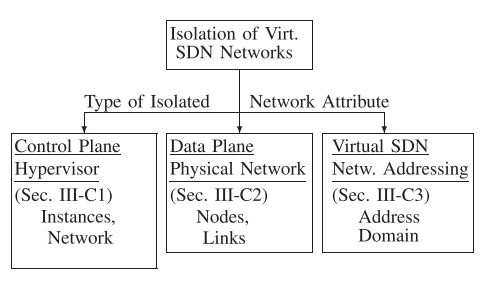 Isolation of Virt.
SDN Networks
Type of Isolated Network Attribute
Control Plane
Hypervisor
(Sec. III-C1)
Instances,
Network
Data Plane
Physical Network
(Sec. III-C2)
Nodes,
Links
Virtual SDN
Netw. Addressing
(Sec. III-C3)
Address
Domain